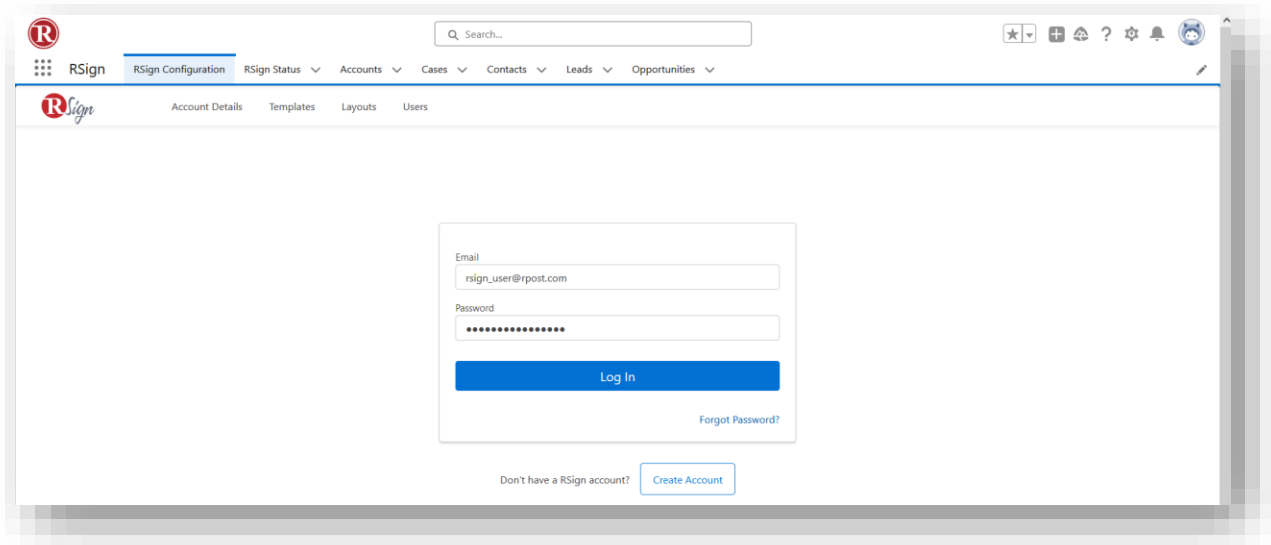 R
Search...
RSign
RSign Configuration
RSign Status
Accounts
Cases
Contacts
Leads
Opportunities
RSign
Account Details
Templates
Layouts
Users
Email
rsign_user@rpost.com
Password
Log In
Forgot Password?
Don't have a RSign account?
Create Account